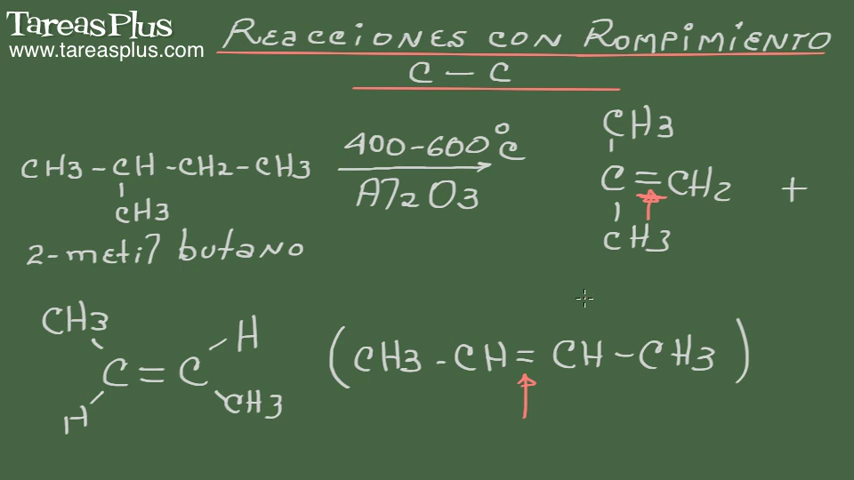 TareasPlus
www.tareasplus.com
REACCIONES CON ROMPIMIENTO
C – C
CH3 – CH – CH2 – CH3
CH3
2-metil butano
400-600°C
Al2O3
CH3
C = CH2 +
CH3
CH3 H
C = C
H CH3
(CH3 - CH = CH - CH3)